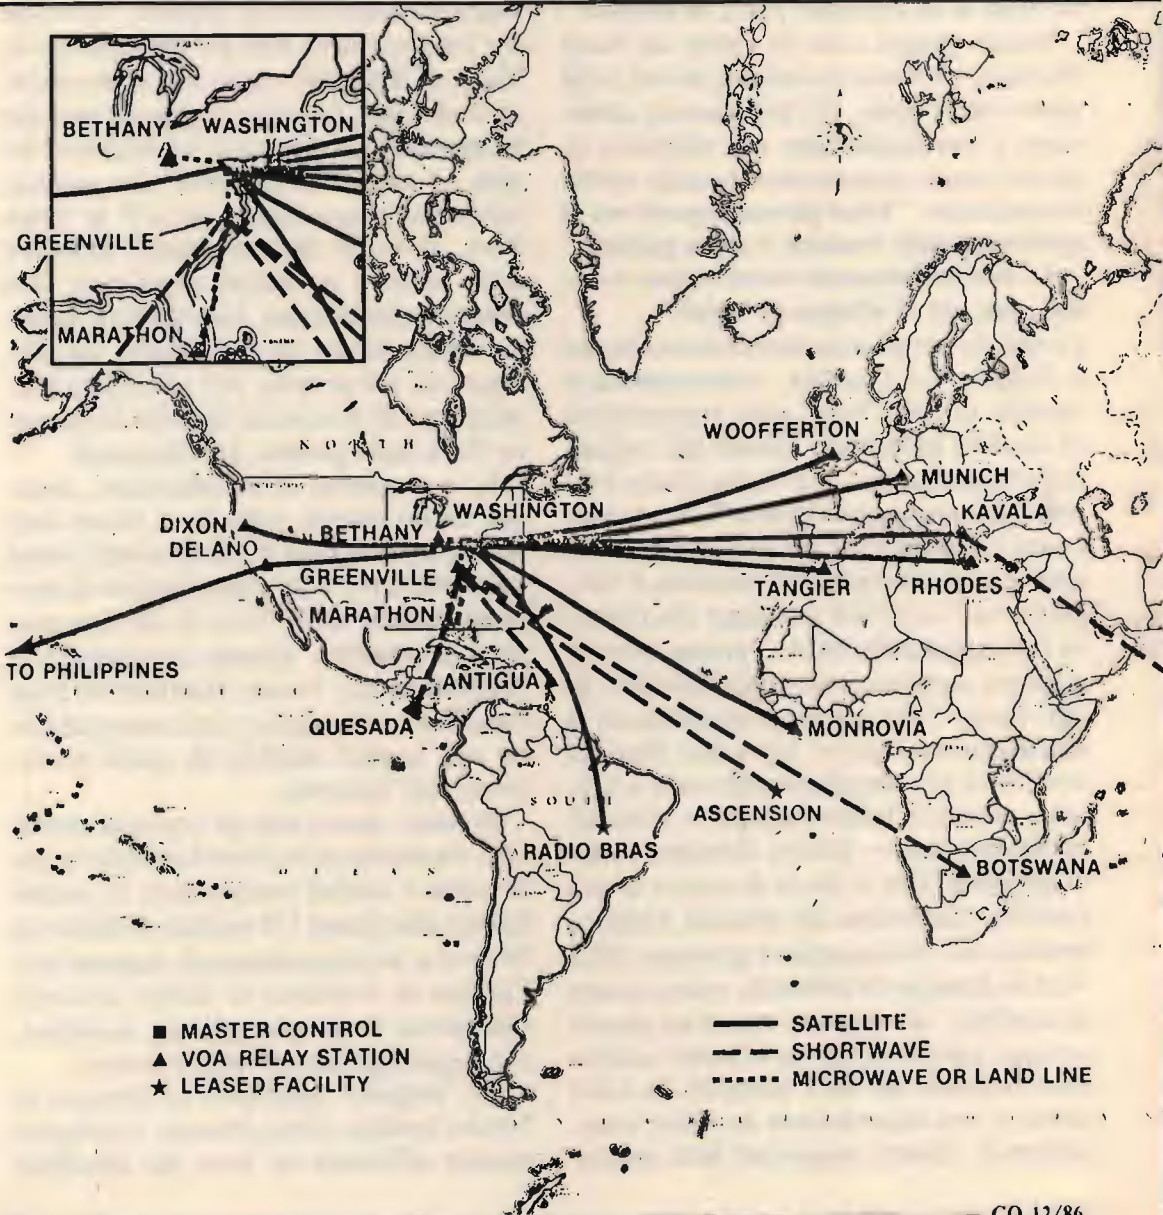 BETHANY
WASHINGTON
GREENVILLE
MARATHON
NORTH
WOOFFERTON
MUNICH
WASHINGTON
KAVALA
DIXON
BETHANY
DELANO
GREENVILLE
TANGIER
RHODES
MARATHON
TO PHILIPPINES
ANTIGUA
QUESADA
MONROVIA
SOUTH
ASCENSION
RADIO BRAS
BOTSWANA
OCEAN
■ MASTER CONTROL
▲ VOA RELAY STATION
★ LEASED FACILITY
SATELLITE
SHORTWAVE
MICROWAVE OR LAND LINE
CQ 12/86